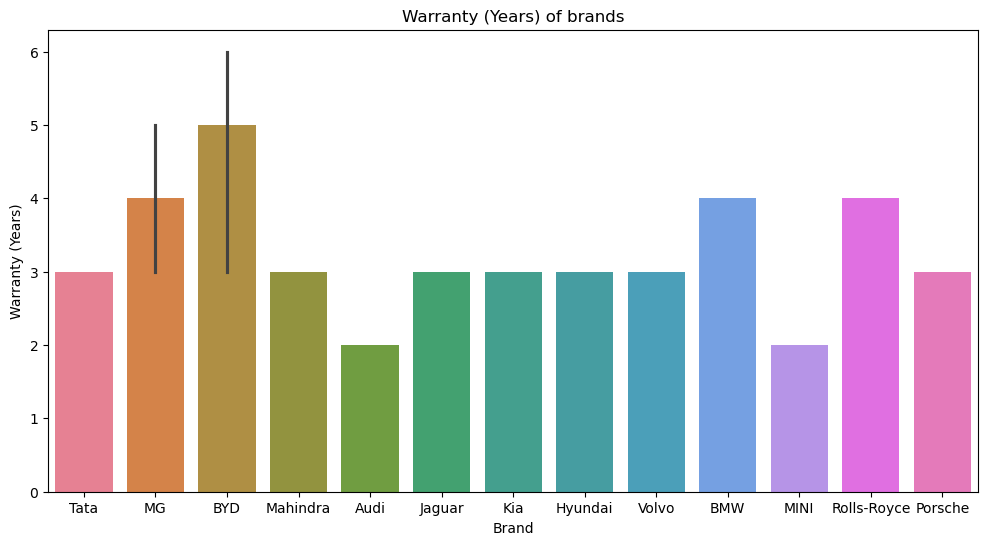 Warranty (Years) of brands
Warranty (Years)
6
5
4
3
2
1
0
Tata MG BYD Mahindra Audi Jaguar Kia Hyundai Volvo BMW MINI Rolls-Royce Porsche
Brand